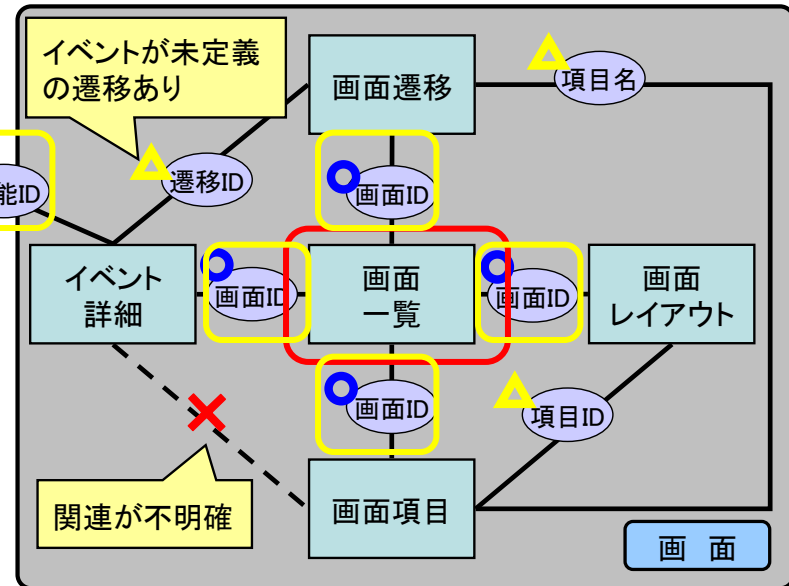 イベントが未定義
の遷移あり
画面遷移
項目名
能ID
遷移ID
画面ID
イベント
詳細
画面ID
画面
一覧
画面ID
画面
レイアウト
画面ID
項目ID
関連が不明確
画面項目
画 面